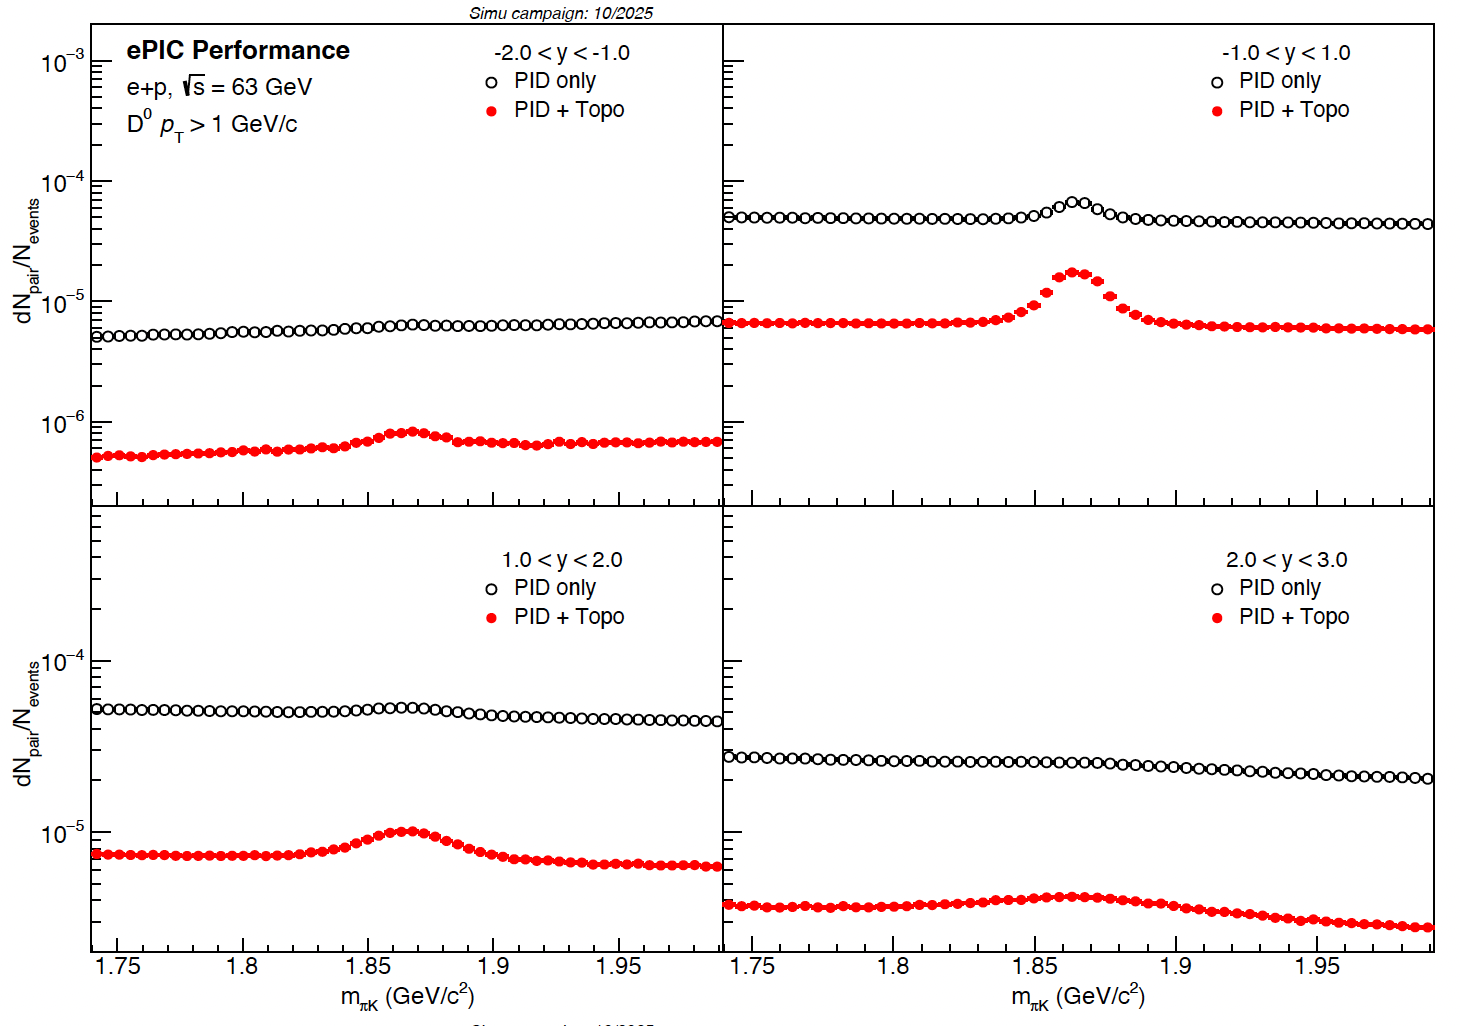 Simu campaign: 10/2025
ePIC Performance
e+p, √s = 63 GeV
D⁰ p_T > 1 GeV/c
-2.0 < y < -1.0
PID only
PID + Topo
-1.0 < y < 1.0
PID only
PID + Topo
10⁻³
10⁻⁴
10⁻⁵
10⁻⁶
dN_pair/N_events
1.0 < y < 2.0
PID only
PID + Topo
2.0 < y < 3.0
PID only
PID + Topo
10⁻⁴
10⁻⁵
dN_pair/N_events
1.75 1.8 1.85 1.9 1.95
1.75 1.8 1.85 1.9 1.95
m_πK (GeV/c²)
m_πK (GeV/c²)